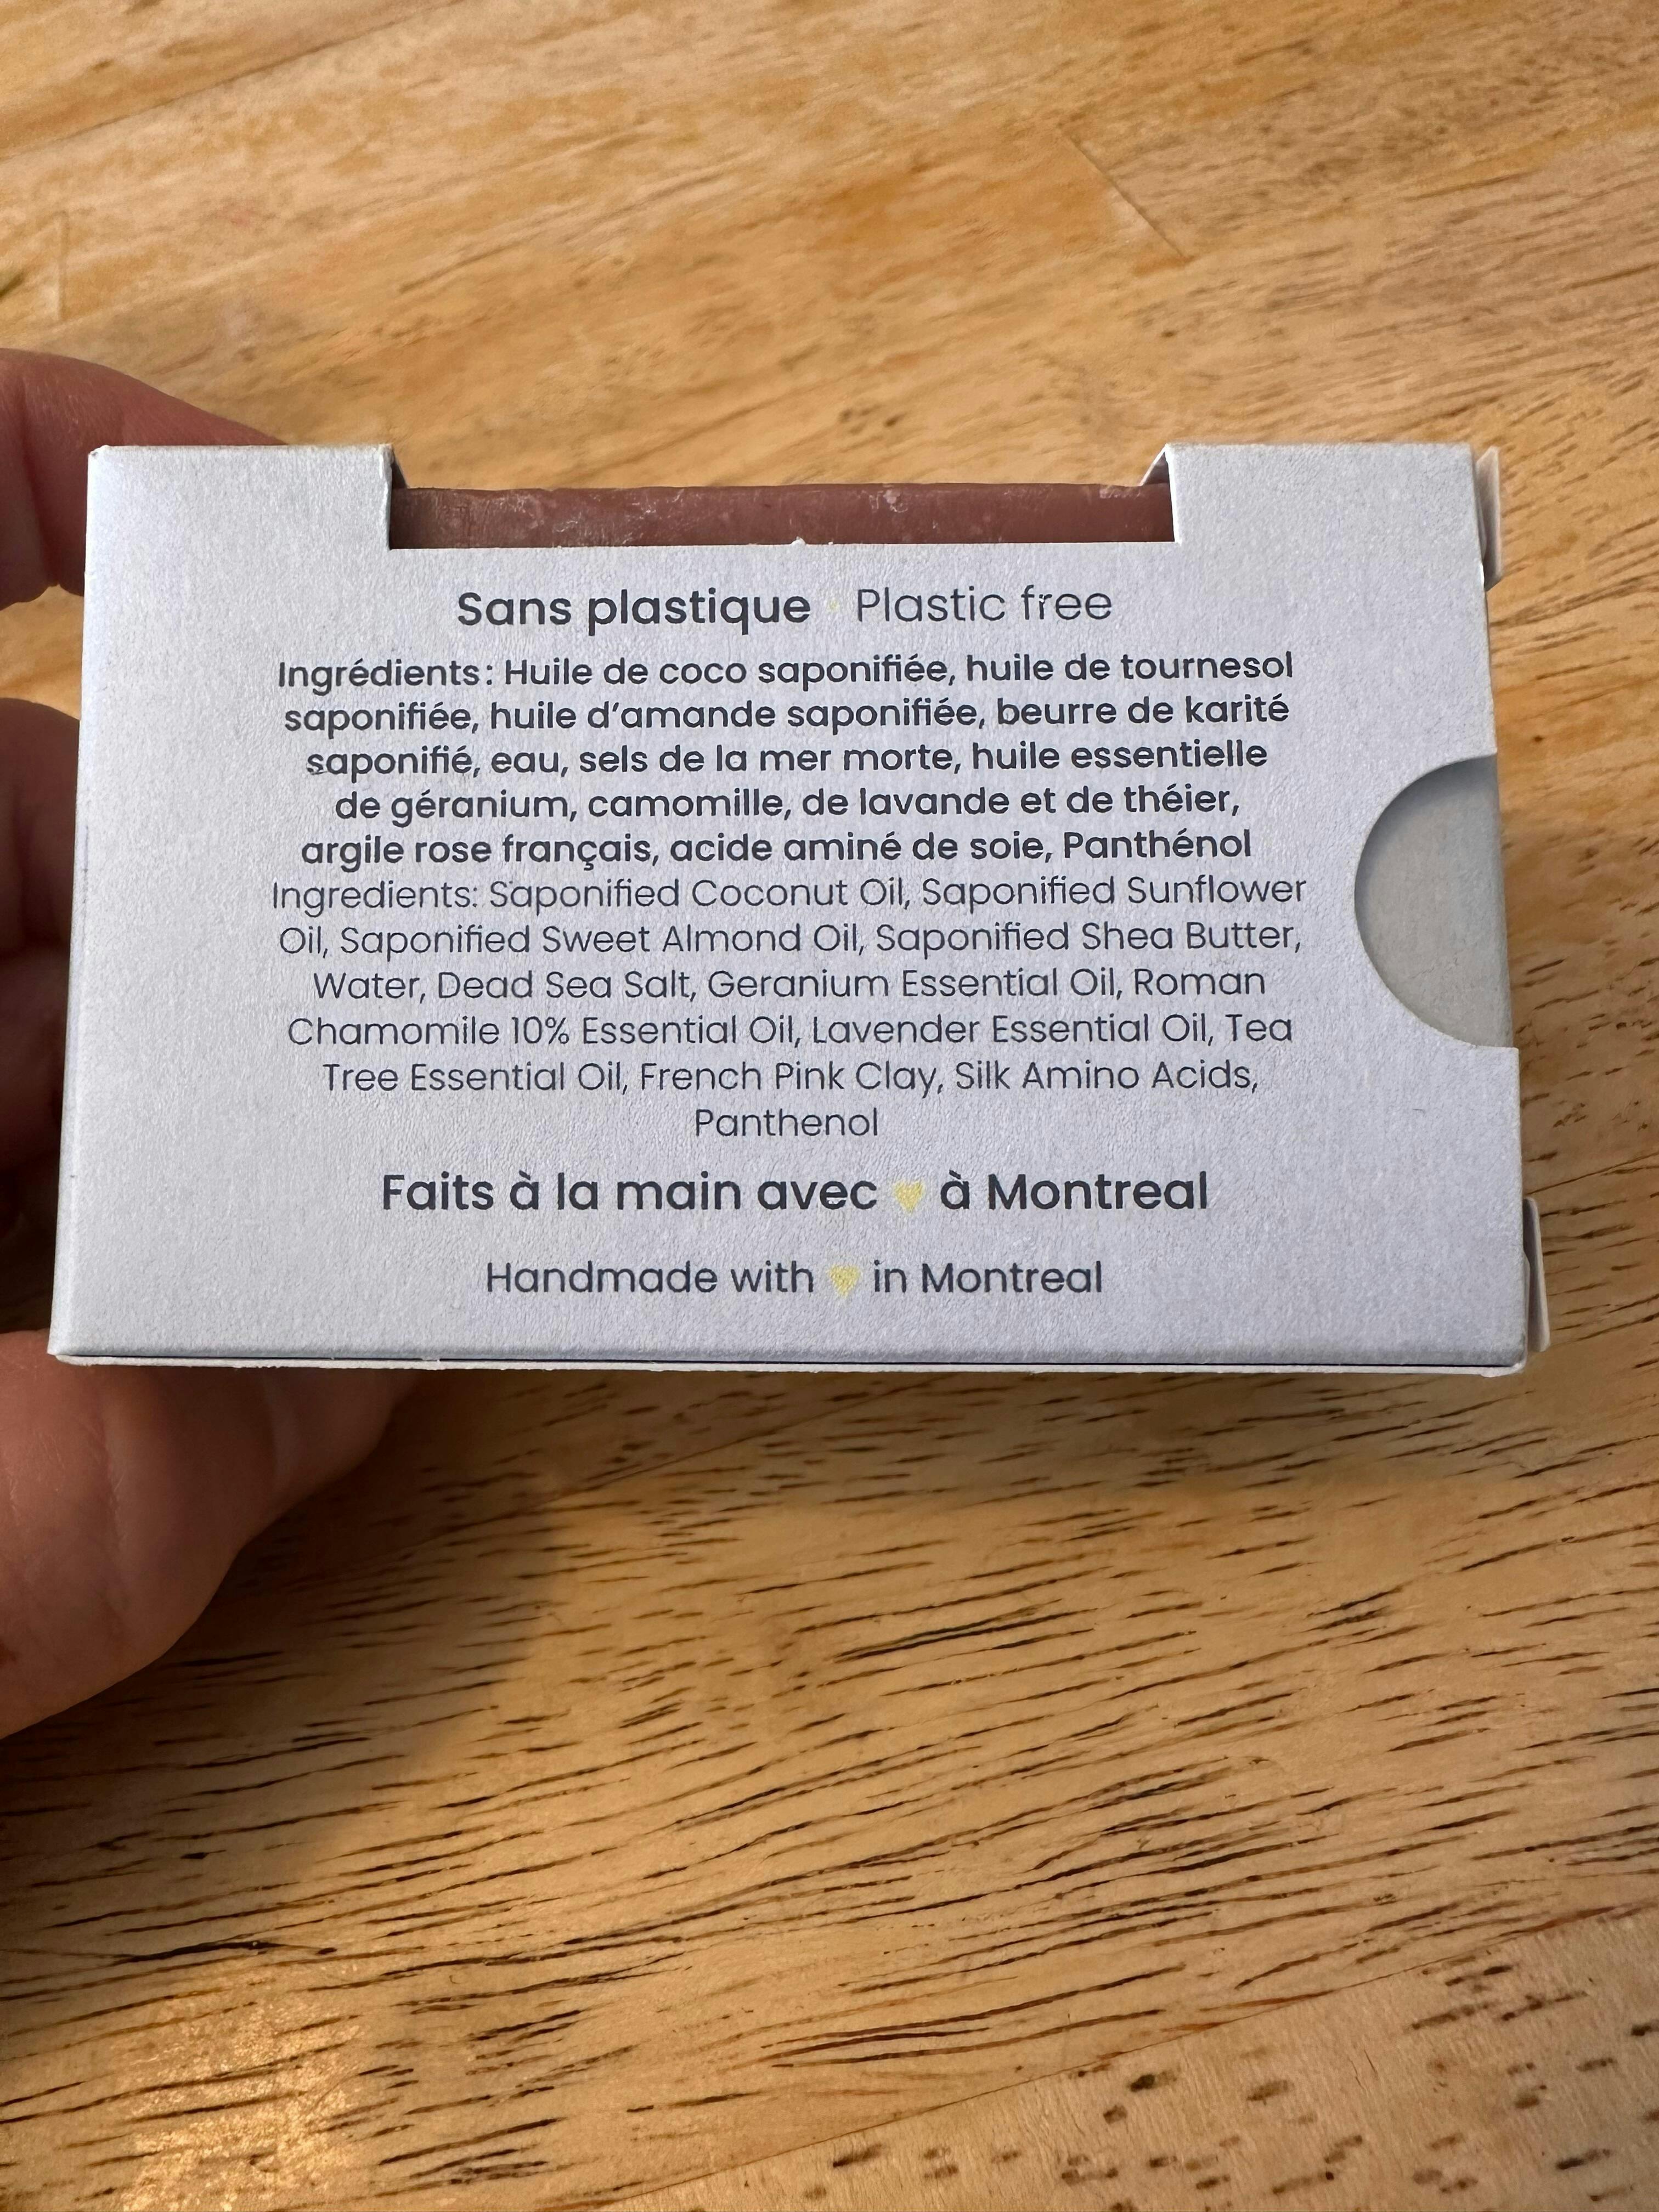 Sans plastique · Plastic free
Ingrédients: Huile de coco saponifiée, huile de tournesol
saponifiée, huile d'amande saponifiée, beurre de karité
saponifié, eau, sels de la mer morte, huile essentielle
de géranium, camomille, de lavande et de théier,
argile rose français, acide aminé de soie, Panthénol
Ingredients: Saponified Coconut Oil, Saponified Sunflower
Oil, Saponified Sweet Almond Oil, Saponified Shea Butter,
Water, Dead Sea Salt, Geranium Essential Oil, Roman
Chamomile 10% Essential Oil, Lavender Essential Oil, Tea
Tree Essential Oil, French Pink Clay, Silk Amino Acids,
Panthenol
Faits à la main avec 💛 à Montreal
Handmade with 💛 in Montreal